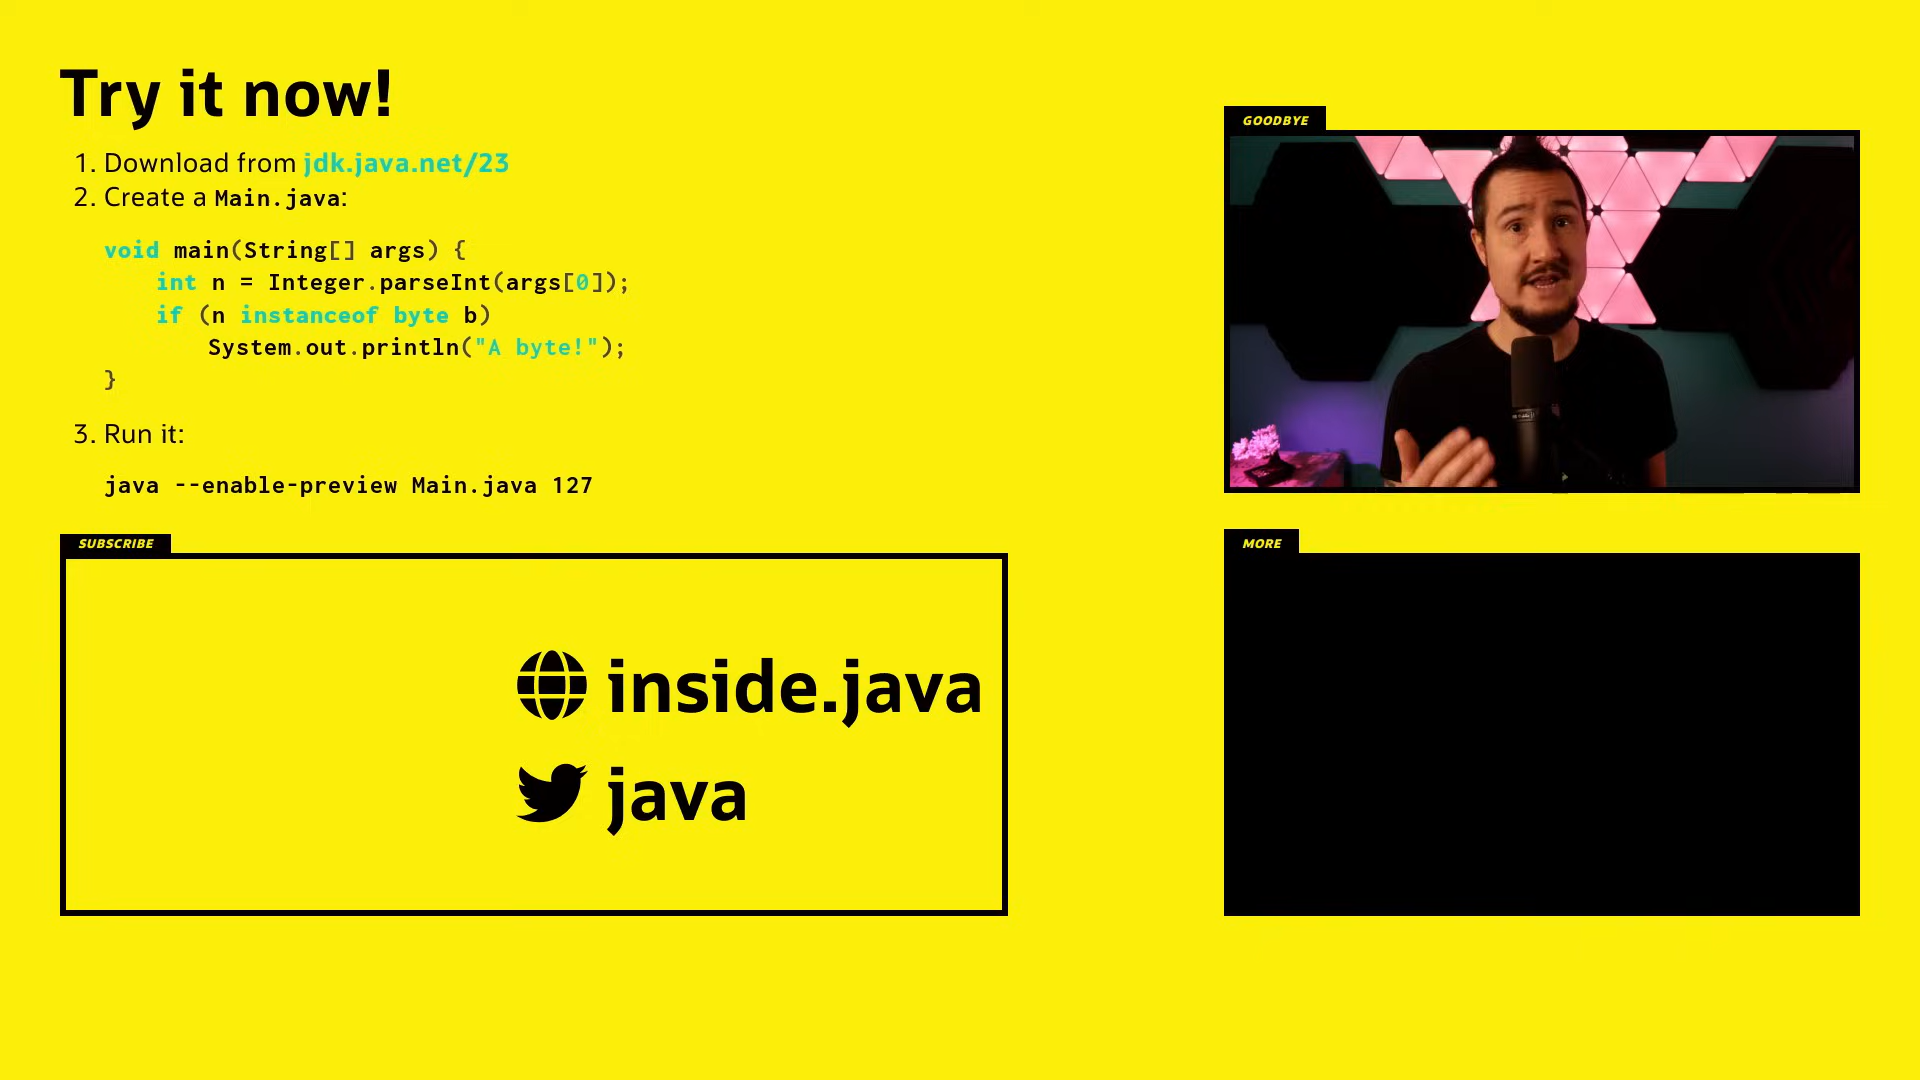 Try it now!
1. Download from jdk.java.net/23
2. Create a Main.java:
void main(String[] args) {
int n = Integer.parseInt(args[0]);
if (n instanceof byte b)
System.out.println("A byte!");
}
3. Run it:
java --enable-preview Main.java 127
SUBSCRIBE
inside.java
java
GOODBYE
MORE